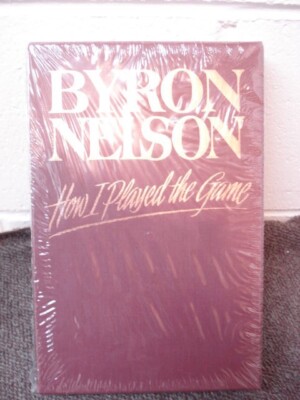 BYRON
NELSON
How I Played the Game